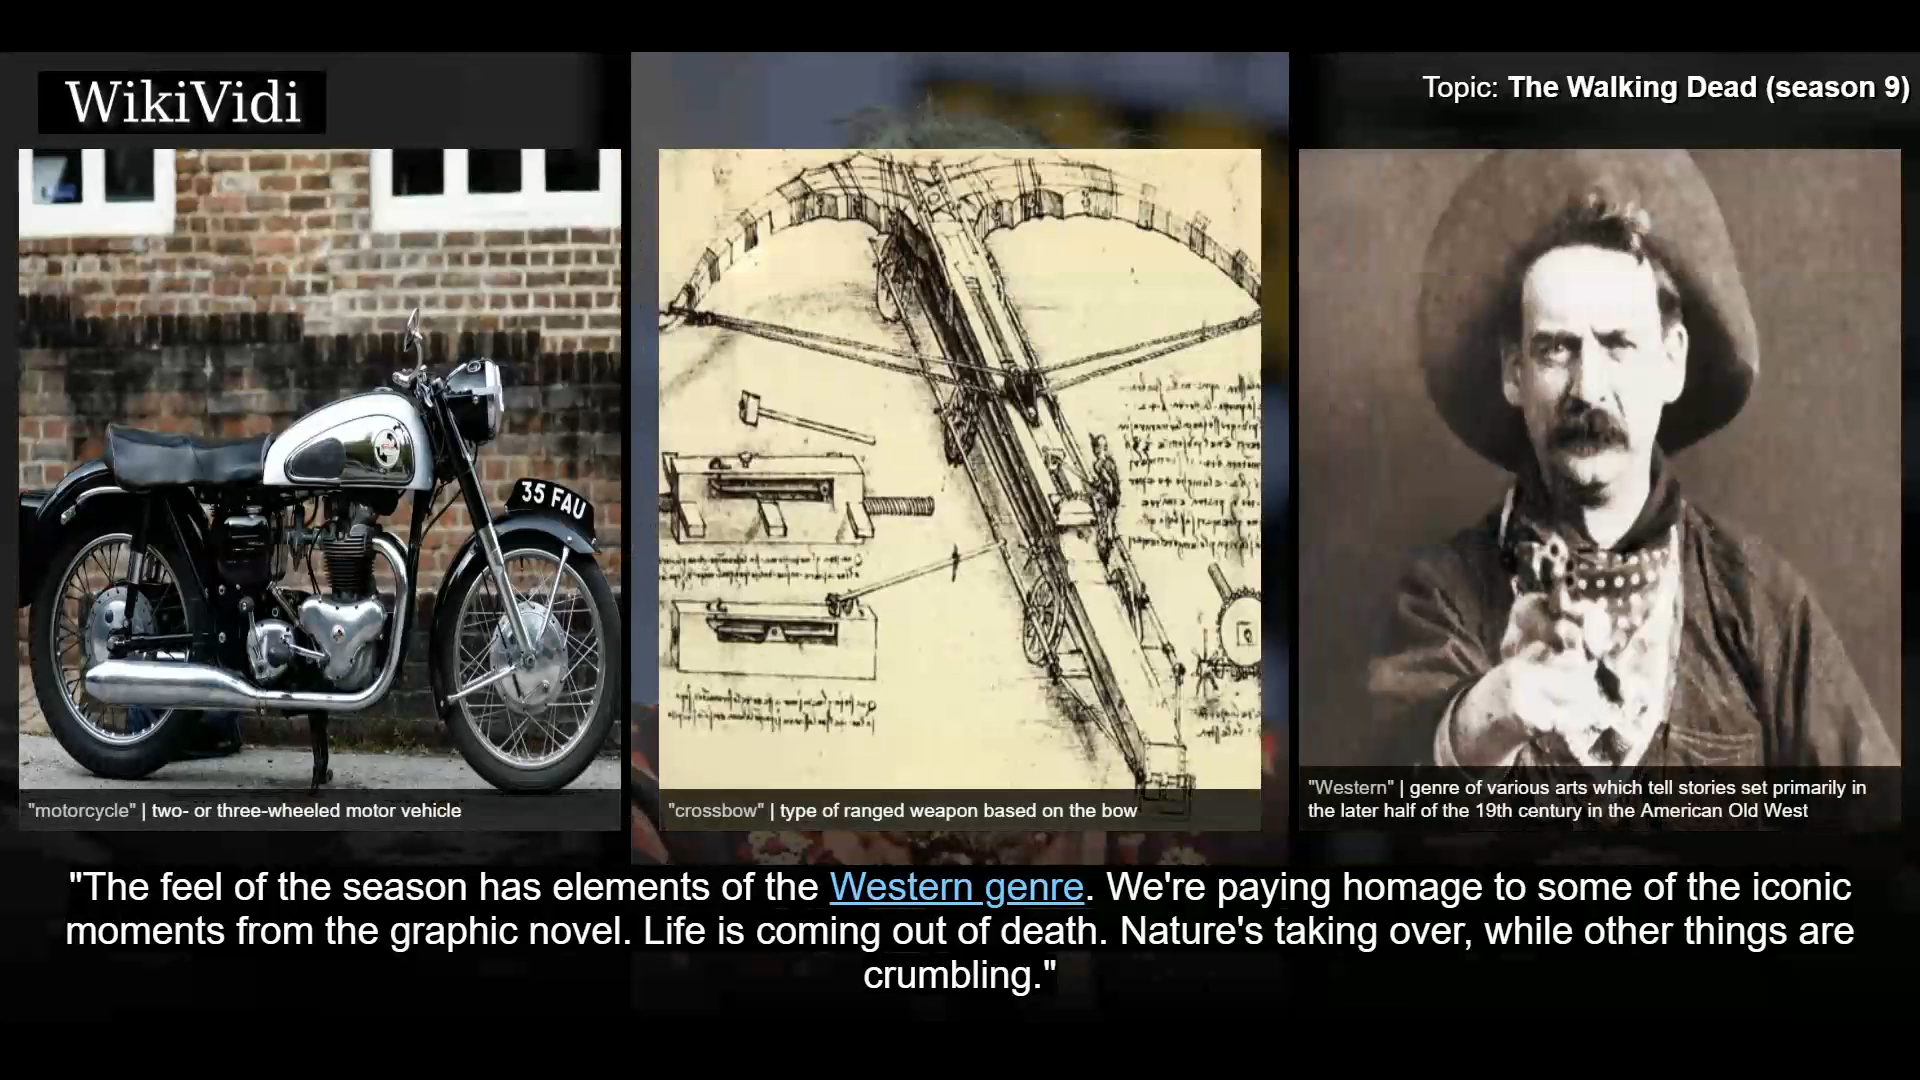 WikiVidi
Topic: The Walking Dead (season 9)
35 FAU
"motorcycle" | two- or three-wheeled motor vehicle
"crossbow" | type of ranged weapon based on the bow
"Western" | genre of various arts which tell stories set primarily in
the later half of the 19th century in the American Old West
"The feel of the season has elements of the Western genre. We're paying homage to some of the iconic
moments from the graphic novel. Life is coming out of death. Nature's taking over, while other things are
crumbling."